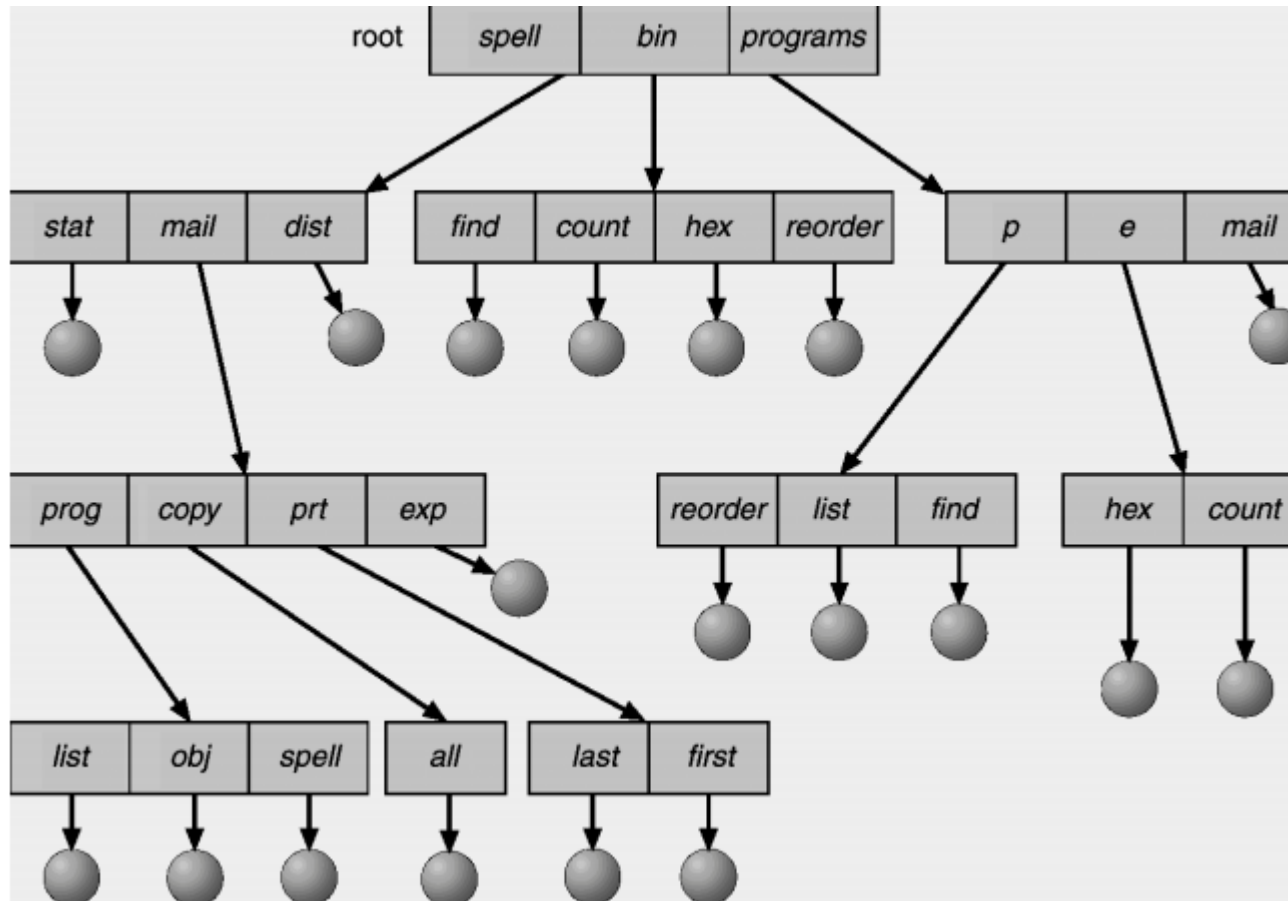 root spell bin programs
stat mail dist find count hex reorder p e mail
prog copy prt exp reorder list find hex count
list obj spell all last first